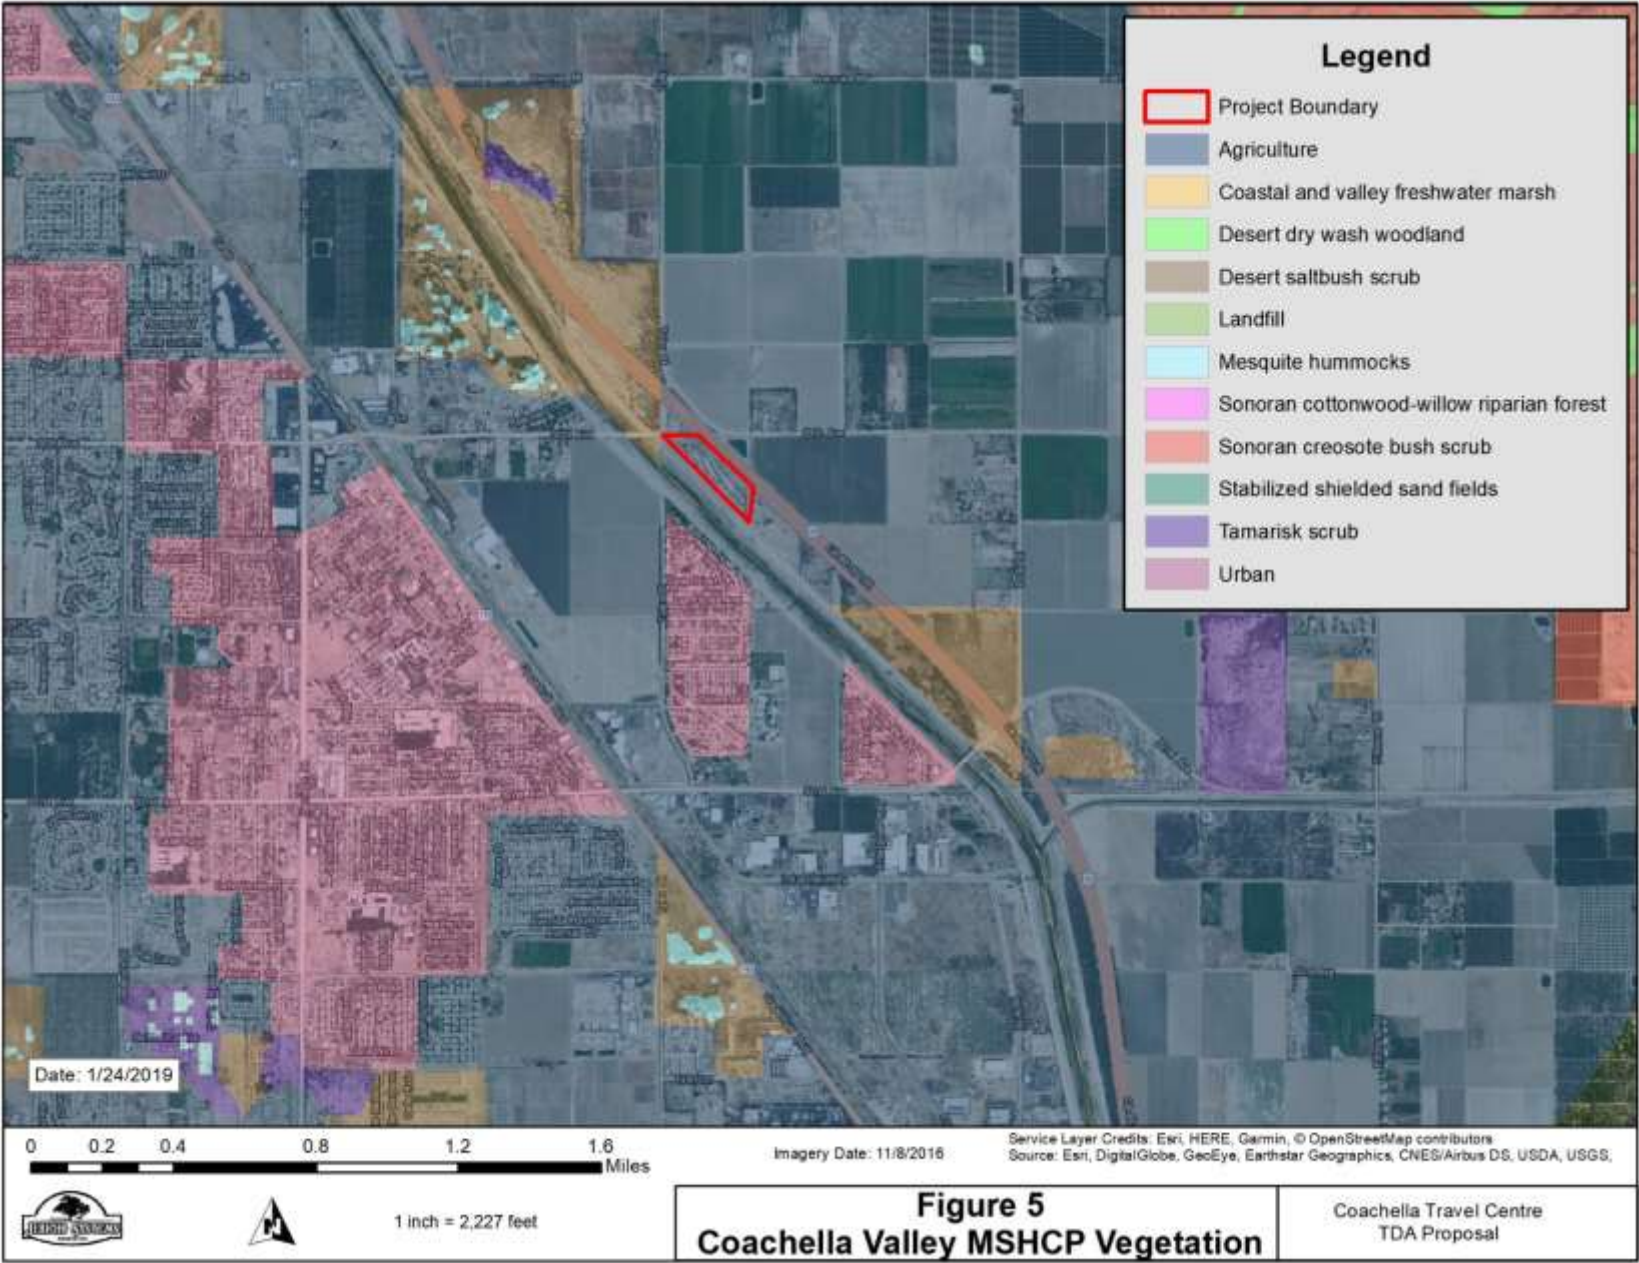 Legend
Project Boundary
Agriculture
Coastal and valley freshwater marsh
Desert dry wash woodland
Desert saltbush scrub
Landfill
Mesquite hummocks
Sonoran cottonwood-willow riparian forest
Sonoran creosote bush scrub
Stabilized shielded sand fields
Tamarisk scrub
Urban
Date: 1/24/2019
0 0.2 0.4 0.8 1.2 1.6
Miles
Imagery Date: 11/8/2016
Service Layer Credits: Esri, HERE, Garmin, © OpenStreetMap contributors
Source: Esri, DigitalGlobe, GeoEye, Earthstar Geographics, CNES/Airbus DS, USDA, USGS,
N
1 inch = 2,227 feet
Figure 5
Coachella Valley MSHCP Vegetation
Coachella Travel Centre
TDA Proposal